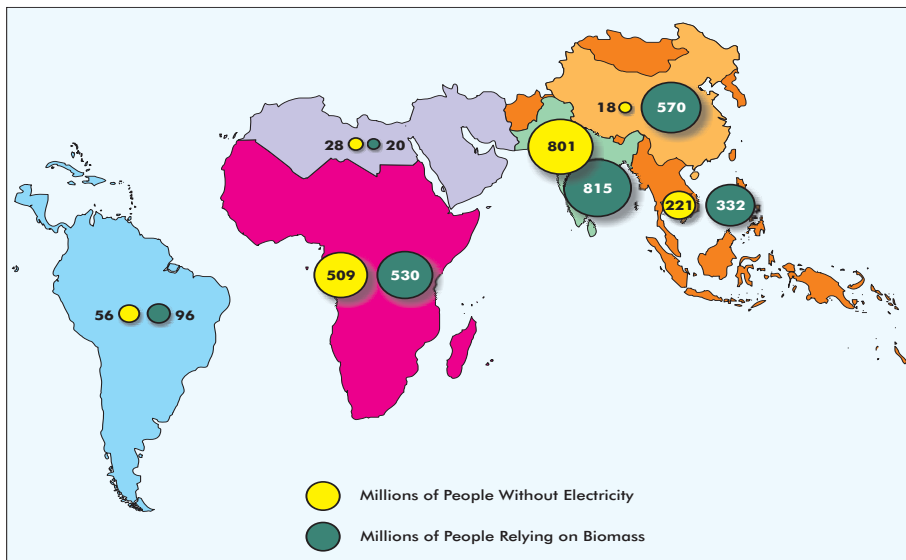 18 570
28 20 801
815
221 332
509 530
56 96
Millions of People Without Electricity
Millions of People Relying on Biomass